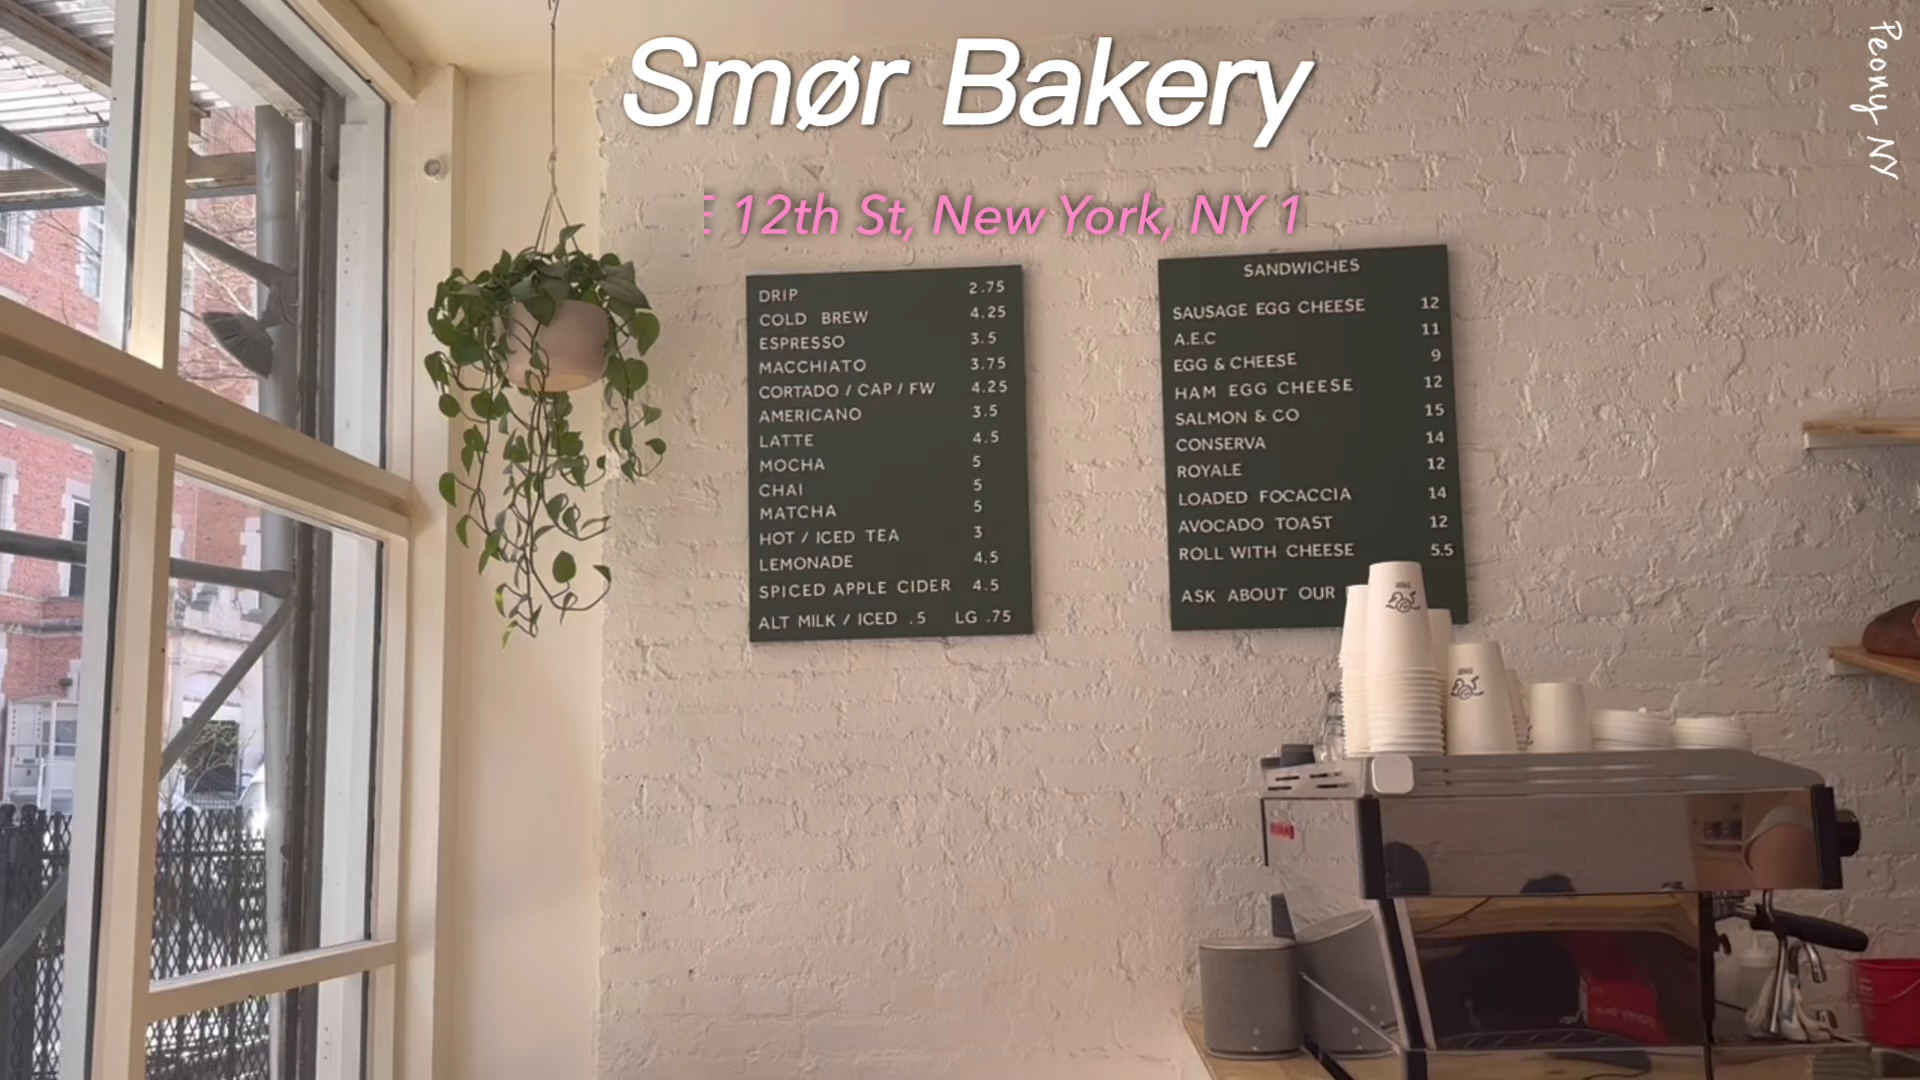 Smør Bakery
Peony NY
12th St, New York, NY 1
DRIP 2.75
COLD BREW 4.25
ESPRESSO 3.5
MACCHIATO 3.75
CORTADO / CAP / FW 4.25
AMERICANO 3.5
LATTE 4.5
MOCHA 5
CHAI 5
MATCHA 5
HOT / ICED TEA 3
LEMONADE 4.5
SPICED APPLE CIDER 4.5
ALT MILK / ICED .5 LG .75
SANDWICHES
SAUSAGE EGG CHEESE 12
A.E.C 11
EGG & CHEESE 9
HAM EGG CHEESE 12
SALMON & CO 15
CONSERVA 14
ROYALE 12
LOADED FOCACCIA 14
AVOCADO TOAST 12
ROLL WITH CHEESE 5.5
ASK ABOUT OUR